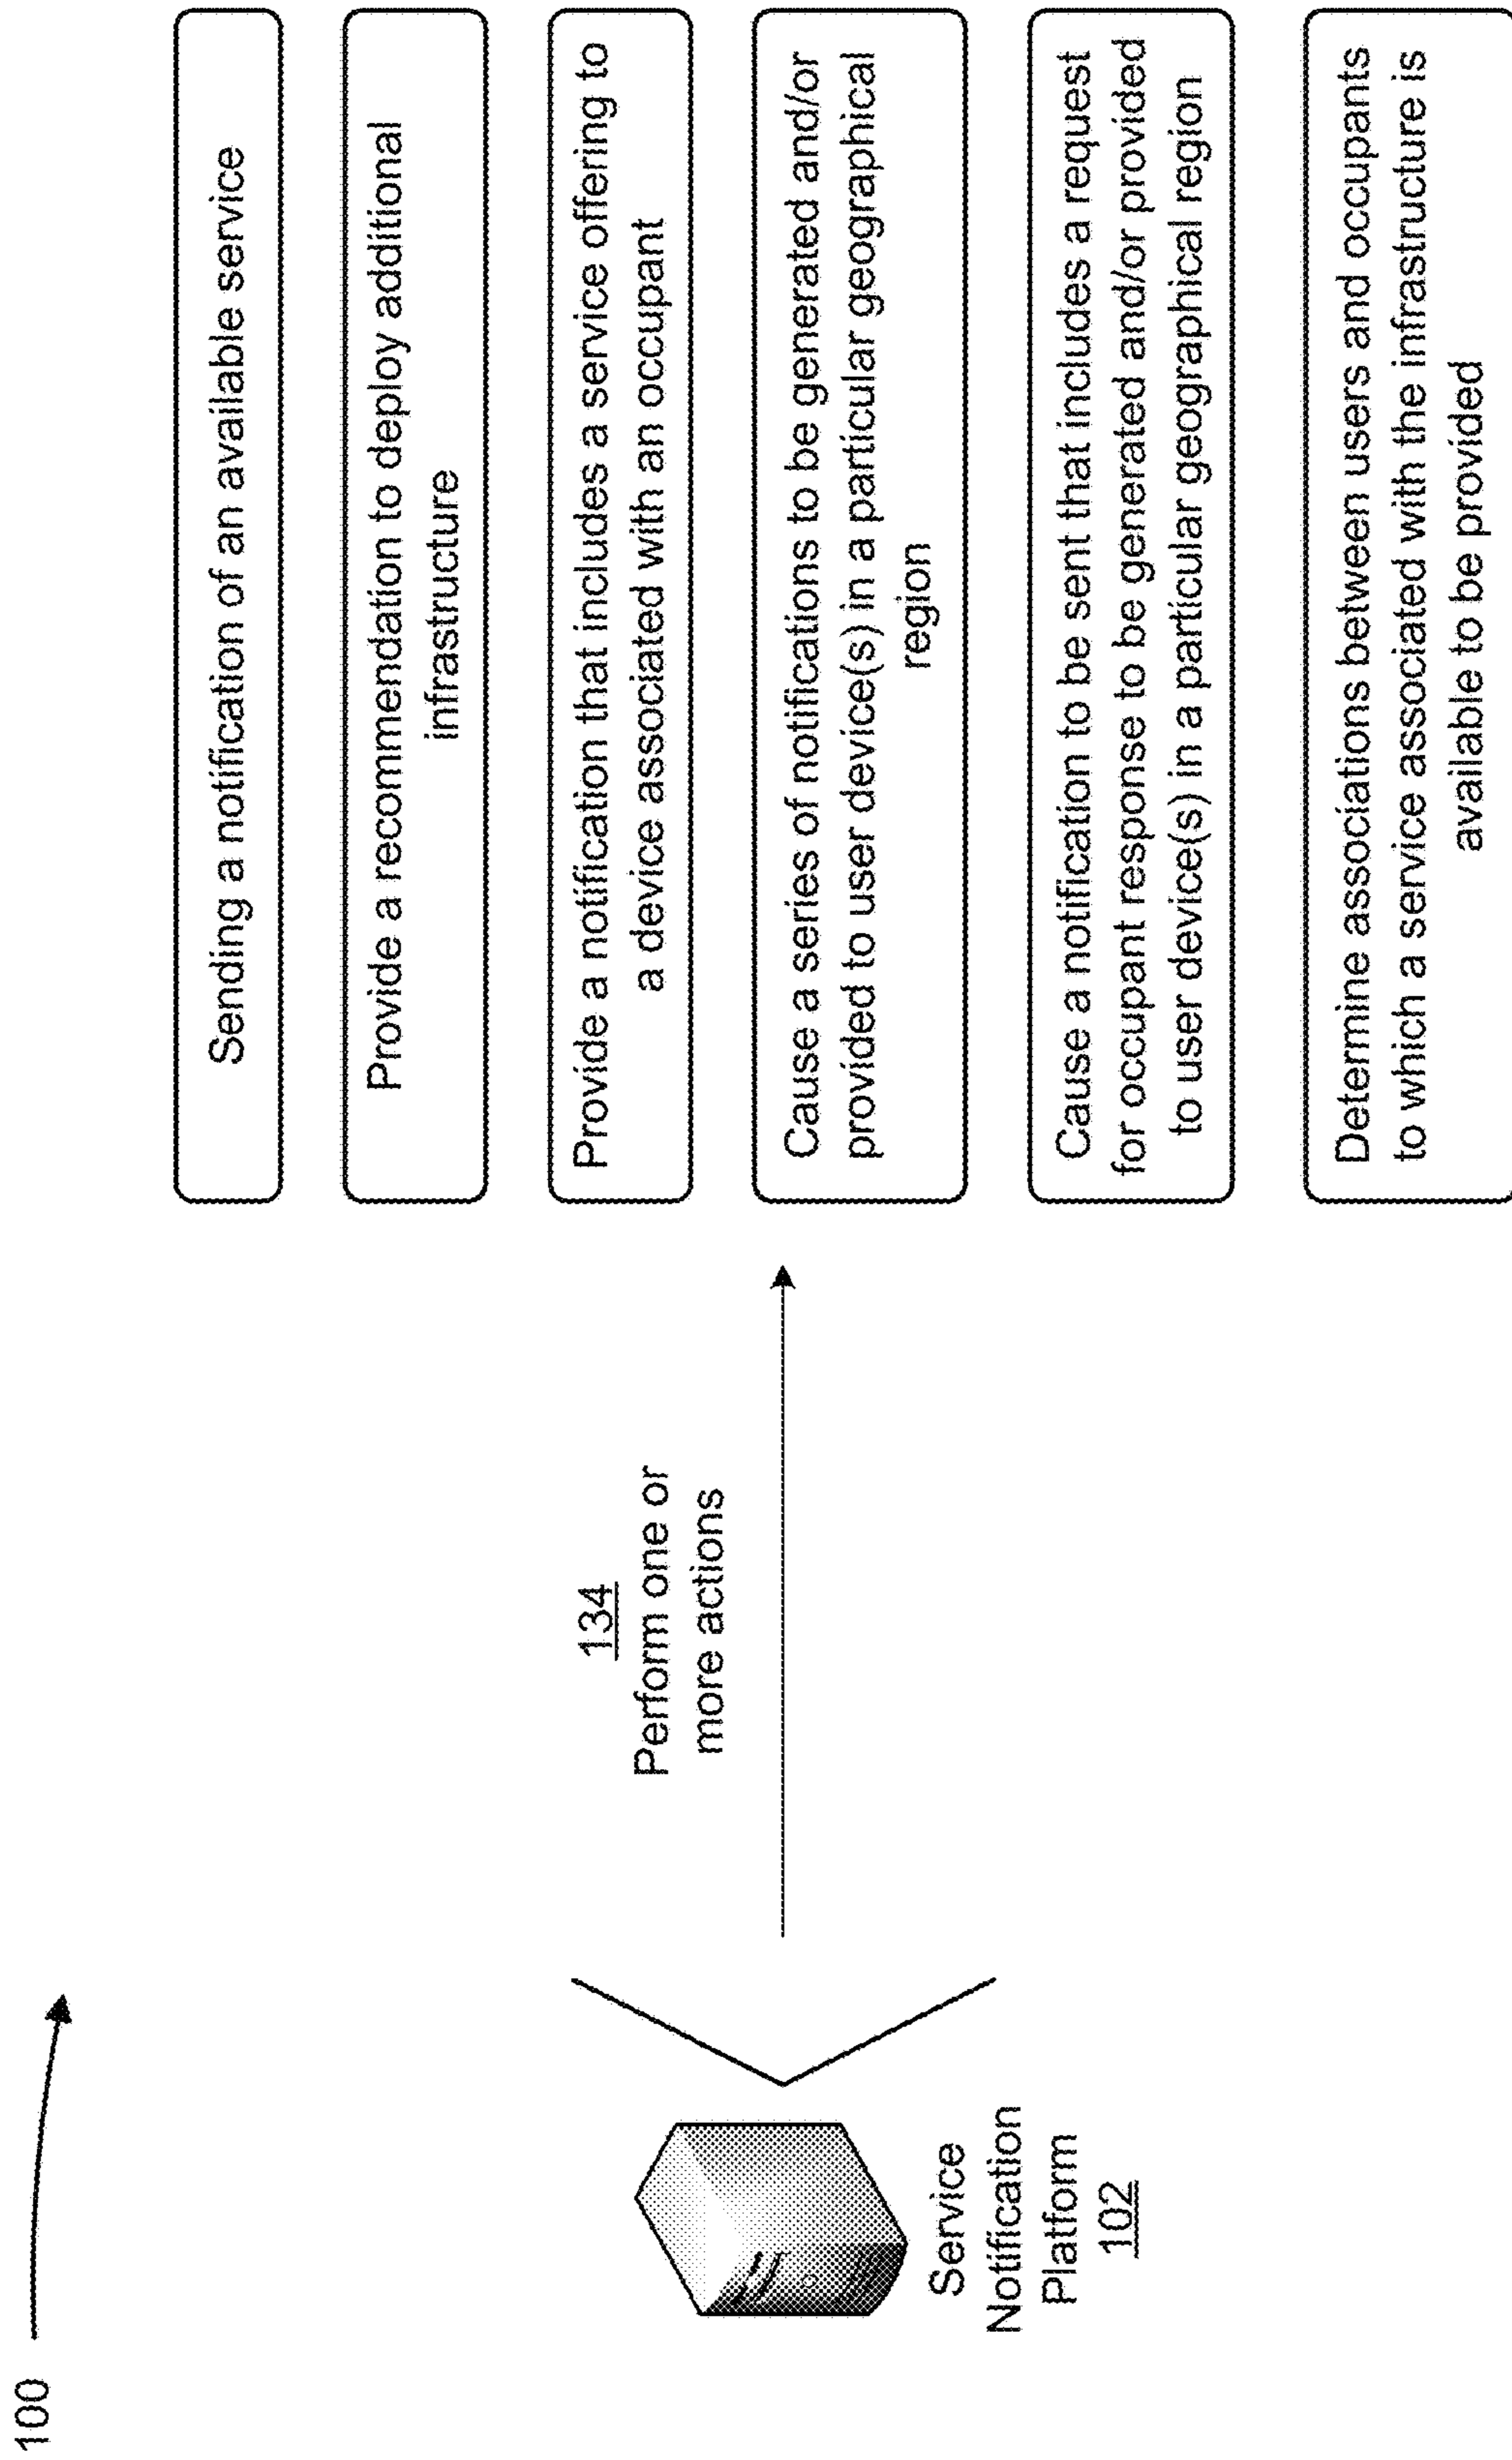 100
Service
Notification
Platform
102
134
Perform one or
more actions
Sending a notification of an available service
Provide a recommendation to deploy additional
infrastructure
Provide a notification that includes a service offering to
a device associated with an occupant
Cause a series of notifications to be generated and/or
provided to user device(s) in a particular geographical
region
Cause a notification to be sent that includes a request
for occupant response to be generated and/or provided
to user device(s) in a particular geographical region
Determine associations between users and occupants
to which a service associated with the infrastructure is
available to be provided